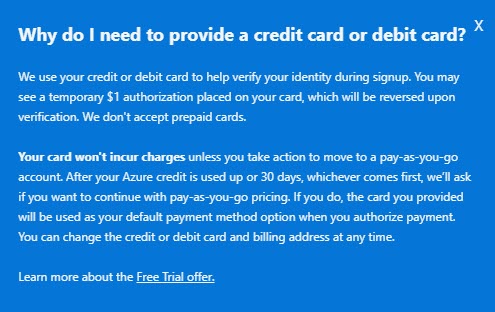 Why do I need to provide a credit card or debit card? X
We use your credit or debit card to help verify your identity during signup. You may
see a temporary $1 authorization placed on your card, which will be reversed upon
verification. We don't accept prepaid cards.
Your card won't incur charges unless you take action to move to a pay-as-you-go
account. After your Azure credit is used up or 30 days, whichever comes first, we'll ask
if you want to continue with pay-as-you-go pricing. If you do, the card you provided
will be used as your default payment method option when you authorize payment.
You can change the credit or debit card and billing address at any time.
Learn more about the Free Trial offer.